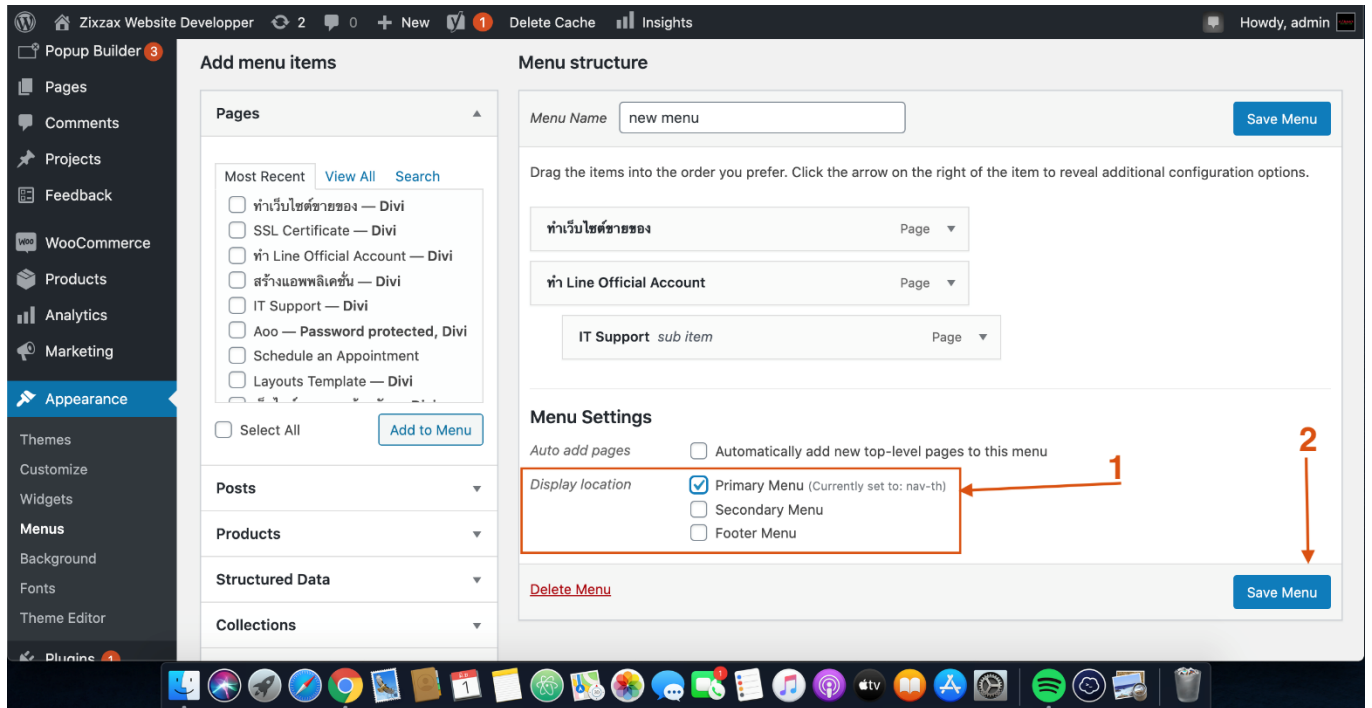 Zixzax Website Developper 2 0 + New 1 Delete Cache Insights Howdy, admin
Popup Builder 3
Pages
Comments
Projects
Feedback
WooCommerce
Products
Analytics
Marketing
Appearance
Themes
Customize
Widgets
Menus
Background
Fonts
Theme Editor
Plugins 1
Add menu items
Pages
Most Recent View All Search
ทำเว็บไซต์ขายของ — Divi
SSL Certificate — Divi
ทำ Line Official Account — Divi
สร้างแอพพลิเคชั่น — Divi
IT Support — Divi
Aoo — Password protected, Divi
Schedule an Appointment
Layouts Template — Divi
Select All Add to Menu
Posts
Products
Structured Data
Collections
Menu structure
Menu Name new menu Save Menu
Drag the items into the order you prefer. Click the arrow on the right of the item to reveal additional configuration options.
ทำเว็บไซต์ขายของ Page
ทำ Line Official Account Page
IT Support sub item Page
Menu Settings
Auto add pages Automatically add new top-level pages to this menu
Display location Primary Menu (Currently set to: nav-th)
Secondary Menu
Footer Menu
1
2
Delete Menu Save Menu
1
1
tv